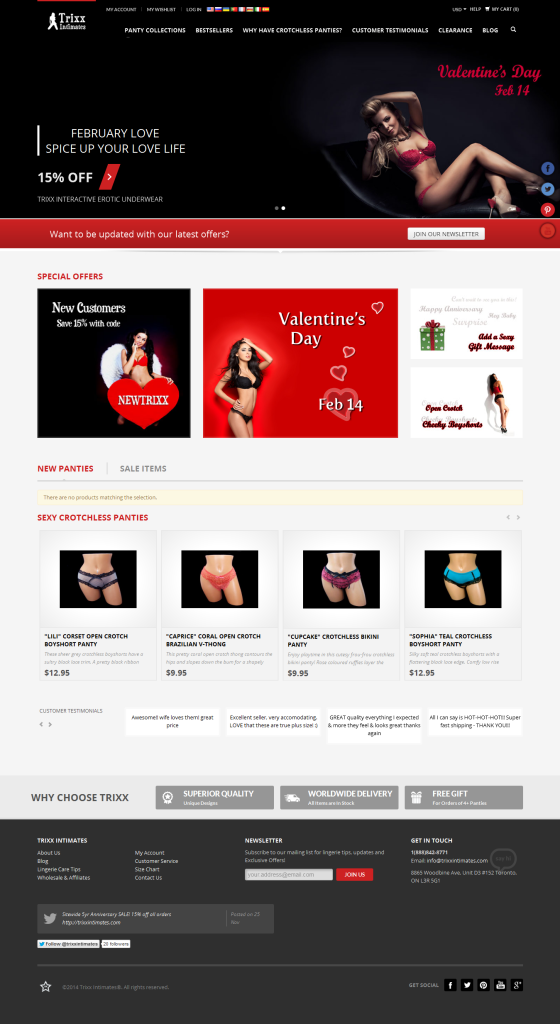 Trixx
Intimates
MY ACCOUNT
MY WISHLIST
LOG IN
USD
HELP
MY CART (0)
PANTY COLLECTIONS
BESTSELLERS
WHY HAVE CROTCHLESS PANTIES?
CUSTOMER TESTIMONIALS
CLEARANCE
BLOG
Valentine's Day
Feb 14
FEBRUARY LOVE
SPICE UP YOUR LOVE LIFE
15% OFF
TRIXX INTERACTIVE EROTIC UNDERWEAR
Want to be updated with our latest offers?
JOIN OUR NEWSLETTER
SPECIAL OFFERS
New Customers
Save 15% with code
NEWTRIXX
Valentine's
Day
Feb 14
Can't wait to see you in this!
Happy Anniversary
Hey Baby
Surprise
Add a Sexy
Gift Message
Open Crotch
Cheeky Boyshorts
NEW PANTIES
SALE ITEMS
There are no products matching the selection.
SEXY CROTCHLESS PANTIES
"LILI" CORSET OPEN CROTCH
BOYSHORT PANTY
These sheer grey crotchless boyshorts have a
sultry black lace trim. A pretty black ribbon
$12.95
"CAPRICE" CORAL OPEN CROTCH
BRAZILIAN V-THONG
This pretty coral open crotch thong contours the
hips and slopes down the bum for a shapely
$9.95
"CUPCAKE" CROTCHLESS BIKINI
PANTY
Enjoy playtime in this cutesy frou-frou crotchless
bikini panty! Rose coloured ruffles layer the
$9.95
"SOPHIA" TEAL CROTCHLESS
BOYSHORT PANTY
Silky soft teal crotchless boyshorts with a
flattering black lace edge. Comfy low rise
$12.95
CUSTOMER TESTIMONIALS
Awesome!! wife loves them! great
price
Excellent seller, very accomodating.
LOVE that these are true plus size! :)
GREAT quality everything I expected
& more they feel & looks great thanks
again
All I can say is HOT-HOT-HOT!!! Super
fast shipping - THANK YOU!!!
WHY CHOOSE TRIXX
SUPERIOR QUALITY
Unique Designs
WORLDWIDE DELIVERY
All Items are in Stock
FREE GIFT
For Orders of 4+ Panties
TRIXX INTIMATES
About Us
Blog
Lingerie Care Tips
Wholesale & Affiliates
My Account
Customer Service
Size Chart
Contact Us
NEWSLETTER
Subscribe to our mailing list for lingerie tips, updates and
Exclusive Offers!
your address@email.com
JOIN US
GET IN TOUCH
1(888)842-8771
Email: info@trixxintimates.com
8865 Woodbine Ave, Unit:D3 #132 Toronto,
ON L3R 5G1
Sitewide 5yr Anniversary SALE! 15% off all orders
http://trixxintimates.com
Posted on 25
Nov
Follow @trixxintimates
20 followers
©2014 Trixx Intimates®. All rights reserved.
GET SOCIAL